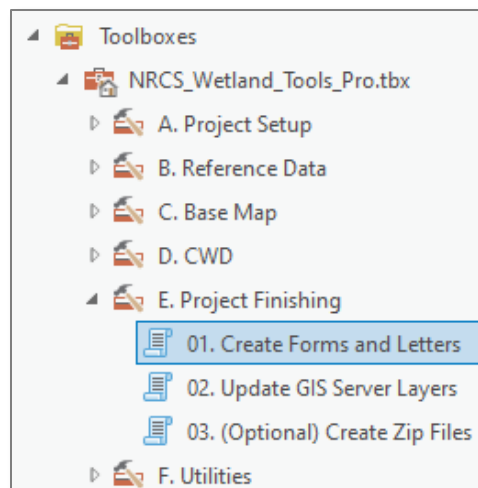 Toolboxes
NRCS_Wetland_Tools_Pro.tbx
A. Project Setup
B. Reference Data
C. Base Map
D. CWD
E. Project Finishing
01. Create Forms and Letters
02. Update GIS Server Layers
03. (Optional) Create Zip Files
F. Utilities